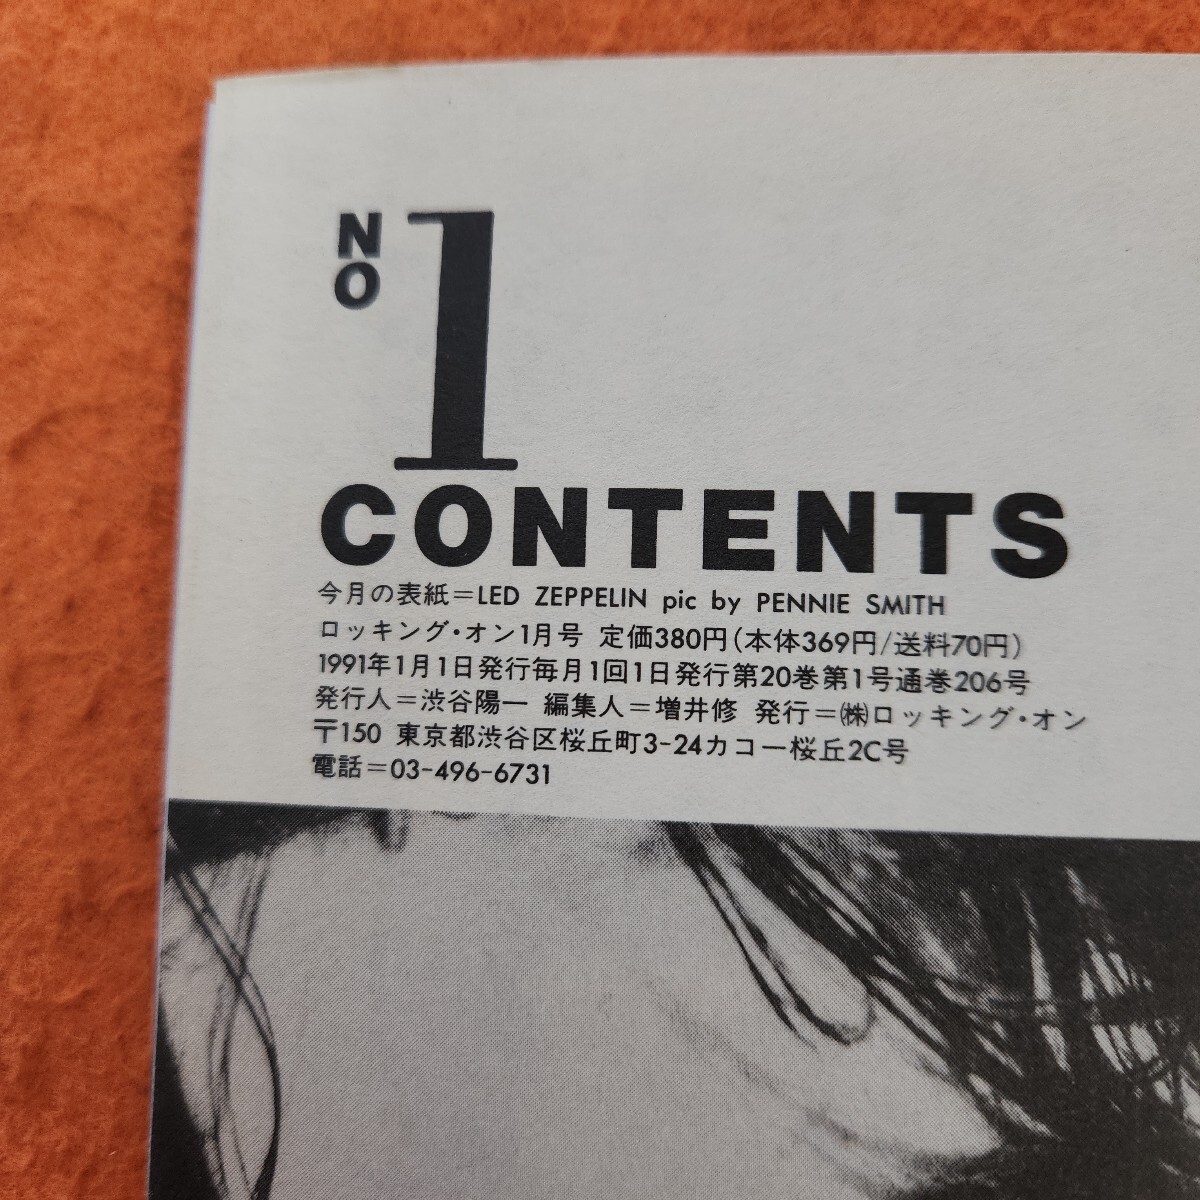 NO 1
CONTENTS
今月の表紙=LED ZEPPELIN pic by PENNIE SMITH
ロッキング・オン1月号 定価380円(本体369円/送料70円)
1991年1月1日発行毎月1回1日発行第20巻第1号通巻206号
発行人=渋谷陽一 編集人=増井修 発行=㈱ロッキング・オン
〒150 東京都渋谷区桜丘町3-24カコー桜丘2C号
電話=03-496-6731